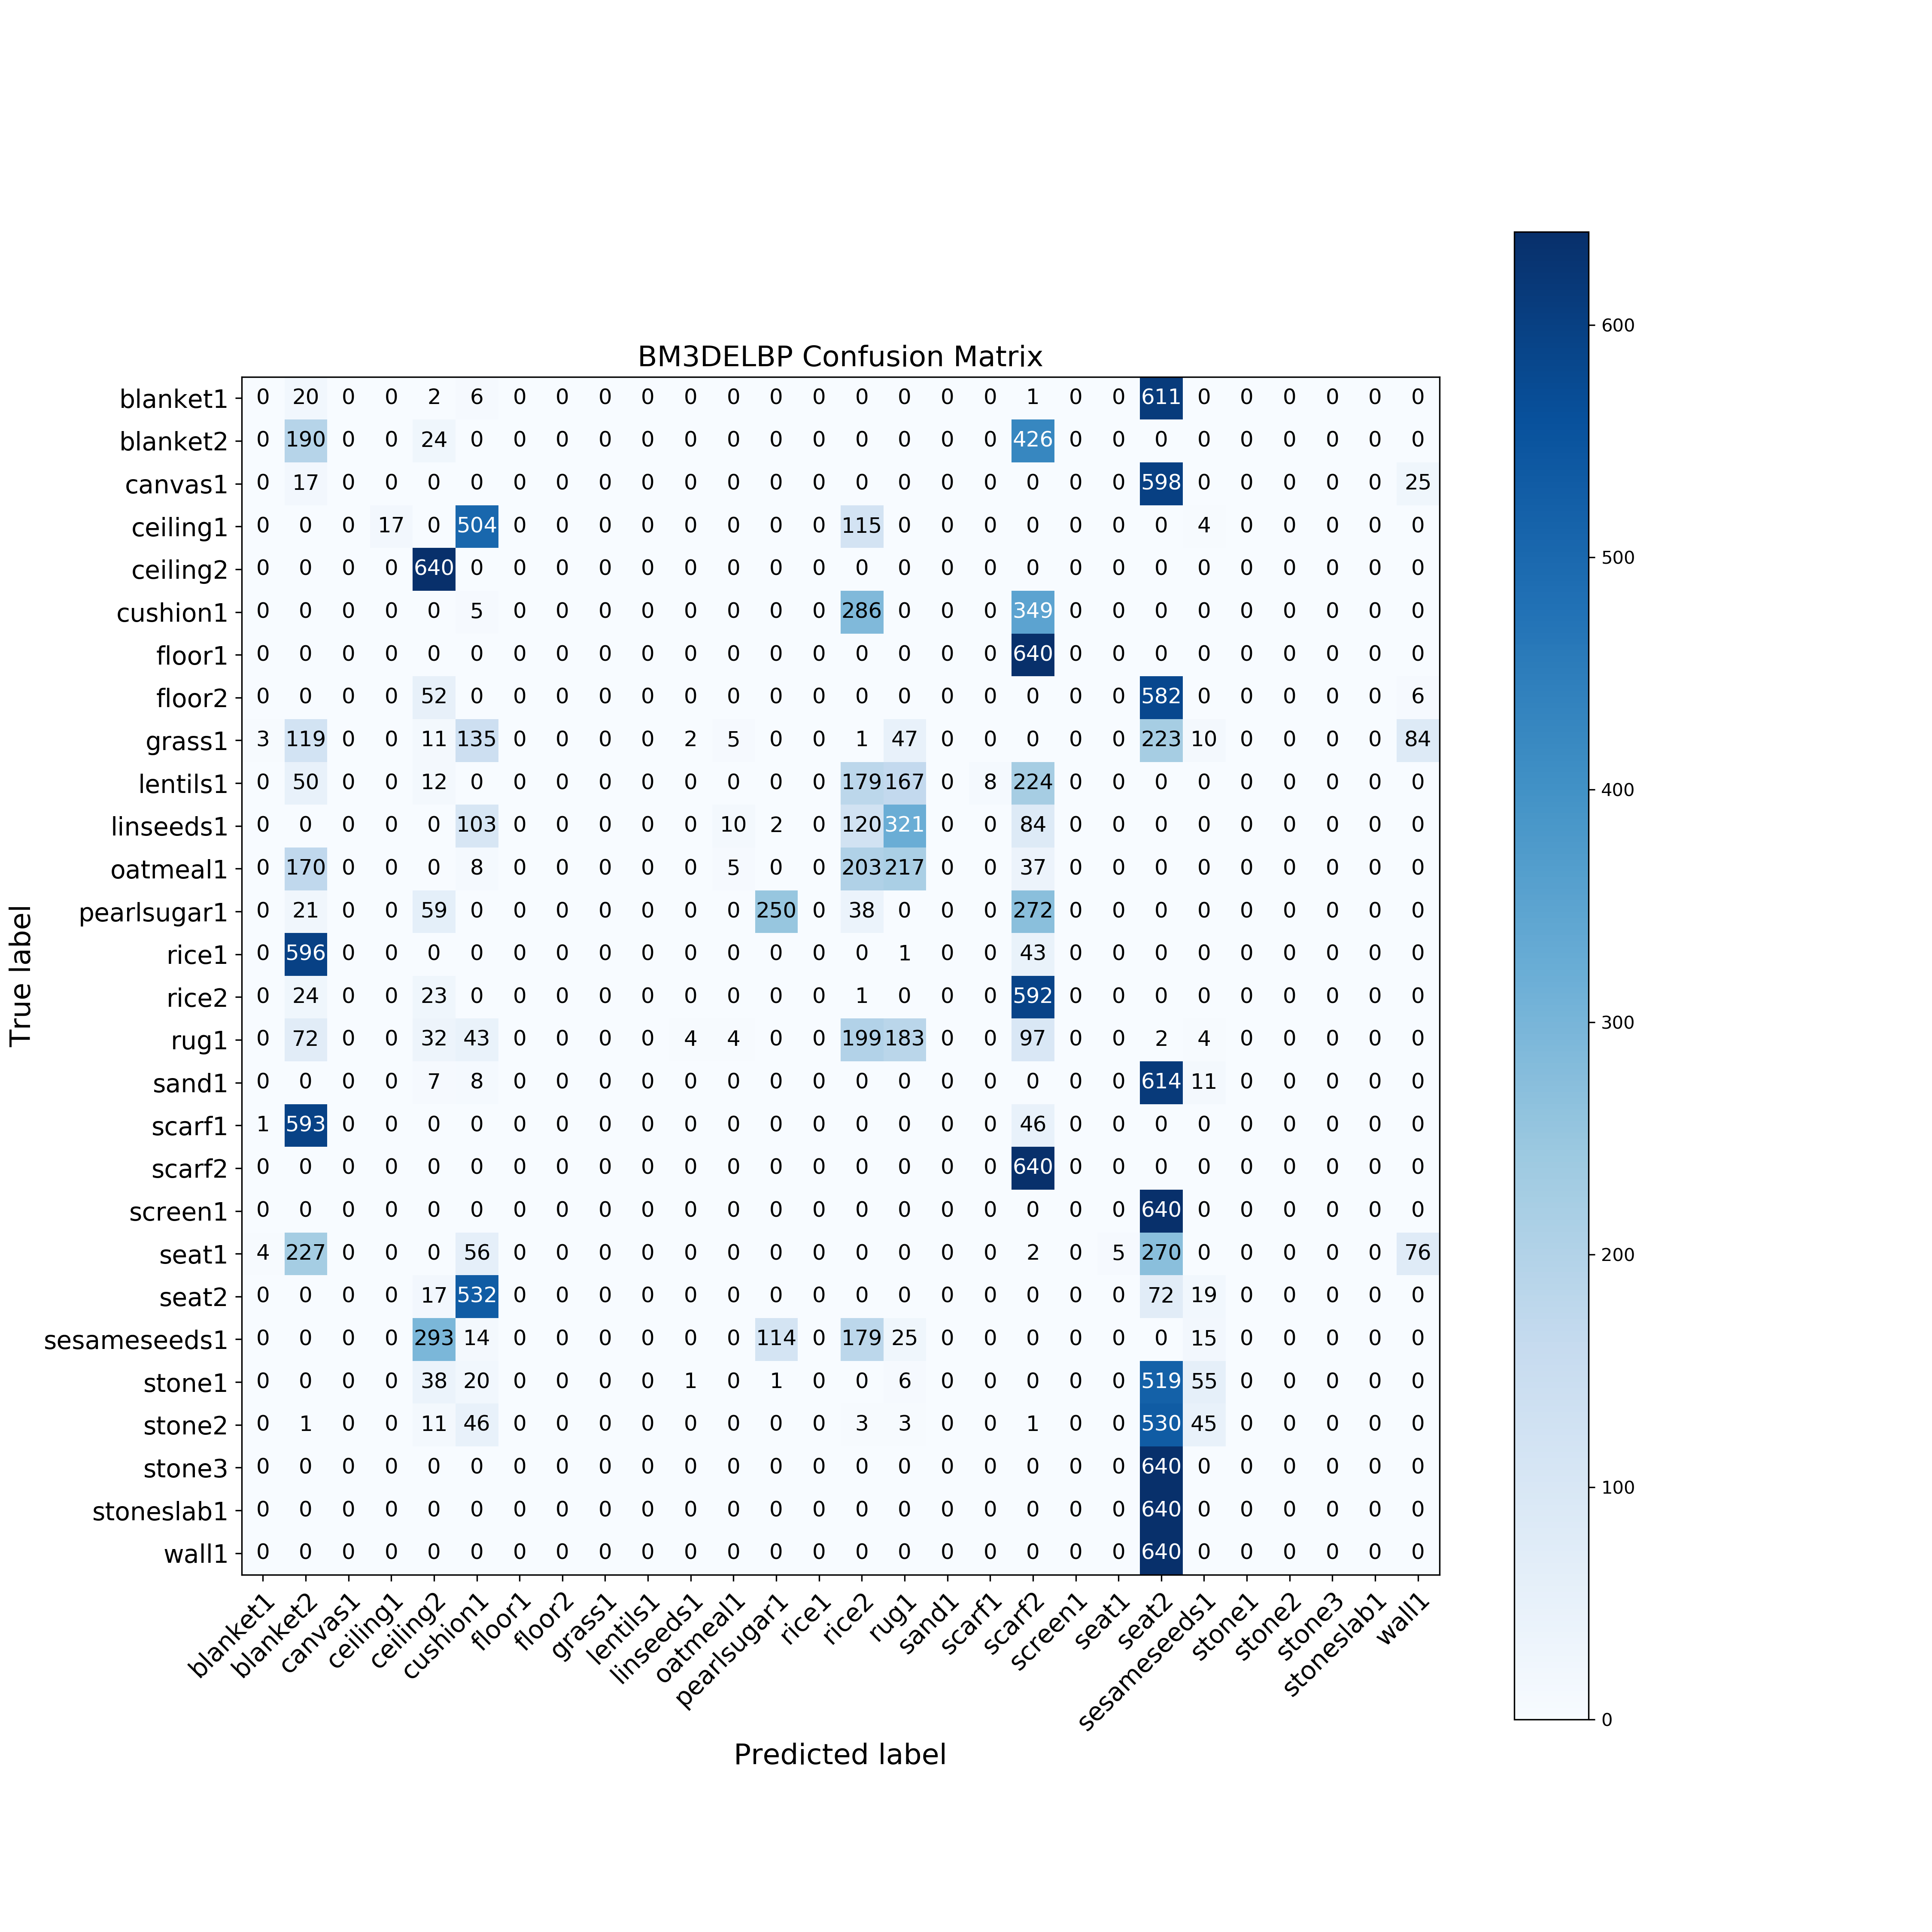 BM3DELBP Confusion Matrix
blanket1 0 20 0 0 2 6 0 0 0 0 0 0 0 0 0 0 0 0 1 0 0 611 0 0 0 0 0 0
blanket2 0 190 0 0 24 0 0 0 0 0 0 0 0 0 0 0 0 0 426 0 0 0 0 0 0 0 0 0
canvas1 0 17 0 0 0 0 0 0 0 0 0 0 0 0 0 0 0 0 0 0 0 598 0 0 0 0 0 25
ceiling1 0 0 0 17 0 504 0 0 0 0 0 0 0 0 115 0 0 0 0 0 0 0 4 0 0 0 0 0
ceiling2 0 0 0 0 640 0 0 0 0 0 0 0 0 0 0 0 0 0 0 0 0 0 0 0 0 0 0 0
cushion1 0 0 0 0 0 5 0 0 0 0 0 0 0 0 286 0 0 0 349 0 0 0 0 0 0 0 0 0
floor1 0 0 0 0 0 0 0 0 0 0 0 0 0 0 0 0 0 0 640 0 0 0 0 0 0 0 0 0
floor2 0 0 0 0 52 0 0 0 0 0 0 0 0 0 0 0 0 0 0 0 0 582 0 0 0 0 0 6
grass1 3 119 0 0 11 135 0 0 0 0 2 5 0 0 1 47 0 0 0 0 0 223 10 0 0 0 0 84
lentils1 0 50 0 0 12 0 0 0 0 0 0 0 0 0 179 167 0 8 224 0 0 0 0 0 0 0 0 0
linseeds1 0 0 0 0 0 103 0 0 0 0 0 10 2 0 120 321 0 0 84 0 0 0 0 0 0 0 0 0
oatmeal1 0 170 0 0 0 8 0 0 0 0 0 5 0 0 203 217 0 0 37 0 0 0 0 0 0 0 0 0
pearlsugar1 0 21 0 0 59 0 0 0 0 0 0 0 250 0 38 0 0 0 272 0 0 0 0 0 0 0 0 0
rice1 0 596 0 0 0 0 0 0 0 0 0 0 0 0 0 1 0 0 43 0 0 0 0 0 0 0 0 0
rice2 0 24 0 0 23 0 0 0 0 0 0 0 0 0 1 0 0 0 592 0 0 0 0 0 0 0 0 0
rug1 0 72 0 0 32 43 0 0 0 0 4 4 0 0 199 183 0 0 97 0 0 2 4 0 0 0 0 0
sand1 0 0 0 0 7 8 0 0 0 0 0 0 0 0 0 0 0 0 0 0 0 614 11 0 0 0 0 0
scarf1 1 593 0 0 0 0 0 0 0 0 0 0 0 0 0 0 0 0 46 0 0 0 0 0 0 0 0 0
scarf2 0 0 0 0 0 0 0 0 0 0 0 0 0 0 0 0 0 0 640 0 0 0 0 0 0 0 0 0
screen1 0 0 0 0 0 0 0 0 0 0 0 0 0 0 0 0 0 0 0 0 0 640 0 0 0 0 0 0
seat1 4 227 0 0 0 56 0 0 0 0 0 0 0 0 0 0 0 0 2 0 5 270 0 0 0 0 0 76
seat2 0 0 0 0 17 532 0 0 0 0 0 0 0 0 0 0 0 0 0 0 0 72 19 0 0 0 0 0
sesameseeds1 0 0 0 0 293 14 0 0 0 0 0 0 114 0 179 25 0 0 0 0 0 0 15 0 0 0 0 0
stone1 0 0 0 0 38 20 0 0 0 0 1 0 1 0 0 6 0 0 0 0 0 519 55 0 0 0 0 0
stone2 0 1 0 0 11 46 0 0 0 0 0 0 0 0 3 3 0 0 1 0 0 530 45 0 0 0 0 0
stone3 0 0 0 0 0 0 0 0 0 0 0 0 0 0 0 0 0 0 0 0 0 640 0 0 0 0 0 0
stoneslab1 0 0 0 0 0 0 0 0 0 0 0 0 0 0 0 0 0 0 0 0 0 640 0 0 0 0 0 0
wall1 0 0 0 0 0 0 0 0 0 0 0 0 0 0 0 0 0 0 0 0 0 640 0 0 0 0 0 0
blanket1 blanket2 canvas1 ceiling1 ceiling2 cushion1 floor1 floor2 grass1 lentils1 linseeds1 oatmeal1 pearlsugar1 rice1 rice2 rug1 sand1 scarf1 scarf2 screen1 seat1 seat2 sesameseeds1 stone1 stone2 stone3 stoneslab1 wall1
Predicted label
True label
600
500
400
300
200
100
0